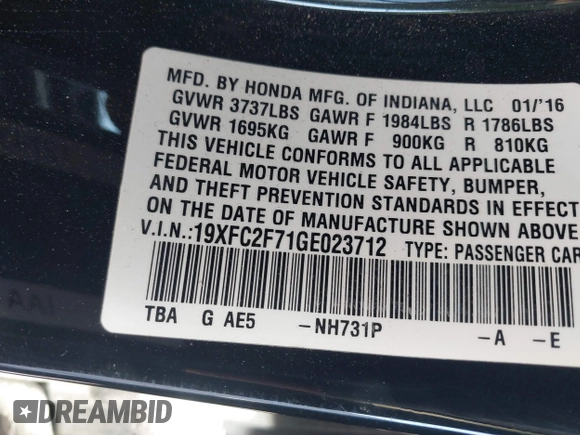 MFD. BY HONDA MFG. OF INDIANA, LLC 01/'16
GVWR 3737LBS GAWR F 1984LBS R 1786LBS
GVWR 1695KG GAWR F 900KG R 810KG
THIS VEHICLE CONFORMS TO ALL APPLICABLE
FEDERAL MOTOR VEHICLE SAFETY, BUMPER,
AND THEFT PREVENTION STANDARDS IN EFFECT
ON THE DATE OF MANUFACTURE SHOWN ABOVE
V.I.N.:19XFC2F71GE023712 TYPE: PASSENGER CAR
TBA G AE5 -NH731P -A -E
IAA
DREAMBID